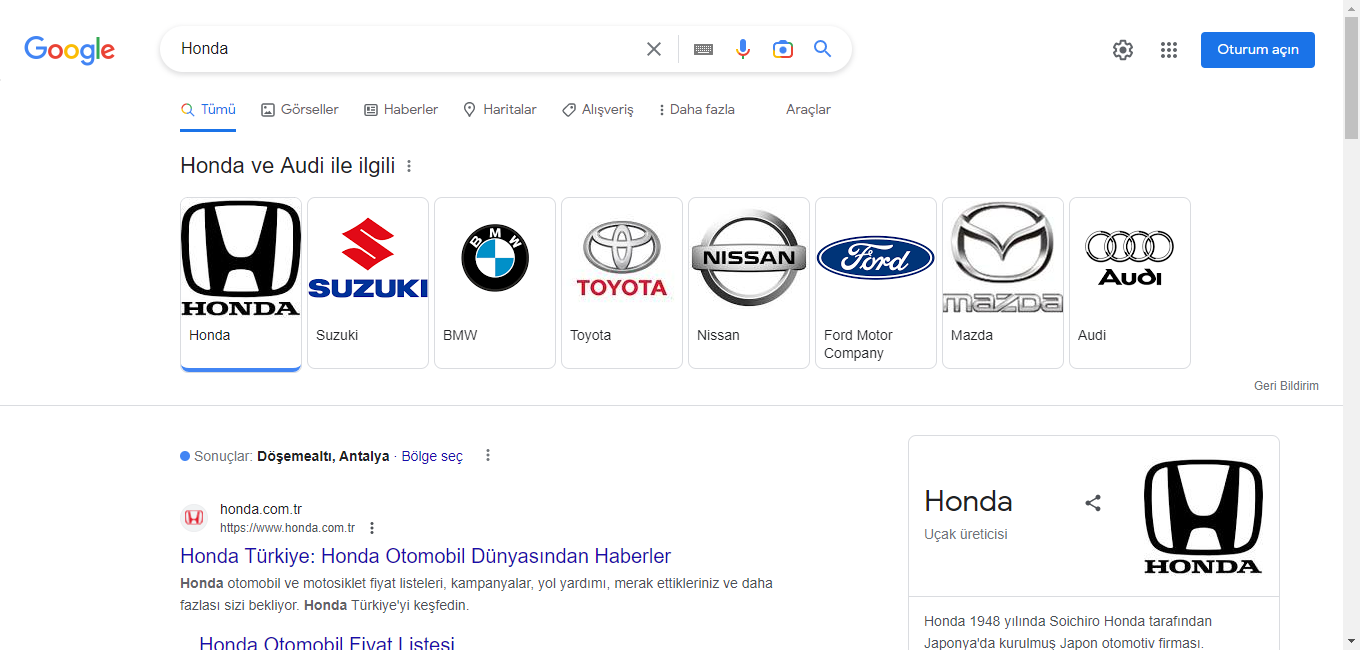 Google
Honda
Oturum açın
Tümü
Görseller
Haberler
Haritalar
Alışveriş
Daha fazla
Araçlar
Honda ve Audi ile ilgili
HONDA
SUZUKI
BMW
TOYOTA
NISSAN
Ford
mazda
Audi
Honda
Suzuki
BMW
Toyota
Nissan
Ford Motor
Company
Mazda
Audi
Geri Bildirim
Sonuçlar: Döşemealtı, Antalya · Bölge seç
honda.com.tr
https://www.honda.com.tr
Honda Türkiye: Honda Otomobil Dünyasından Haberler
Honda otomobil ve motosiklet fiyat listeleri, kampanyalar, yol yardımı, merak ettikleriniz ve daha
fazlası sizi bekliyor. Honda Türkiye'yi keşfedin.
Honda Otomobil Fiyat Listesi
Honda
Uçak üreticisi
HONDA
Honda 1948 yılında Soichiro Honda tarafından
Japonya'da kurulmuş Japon otomotiv firması.